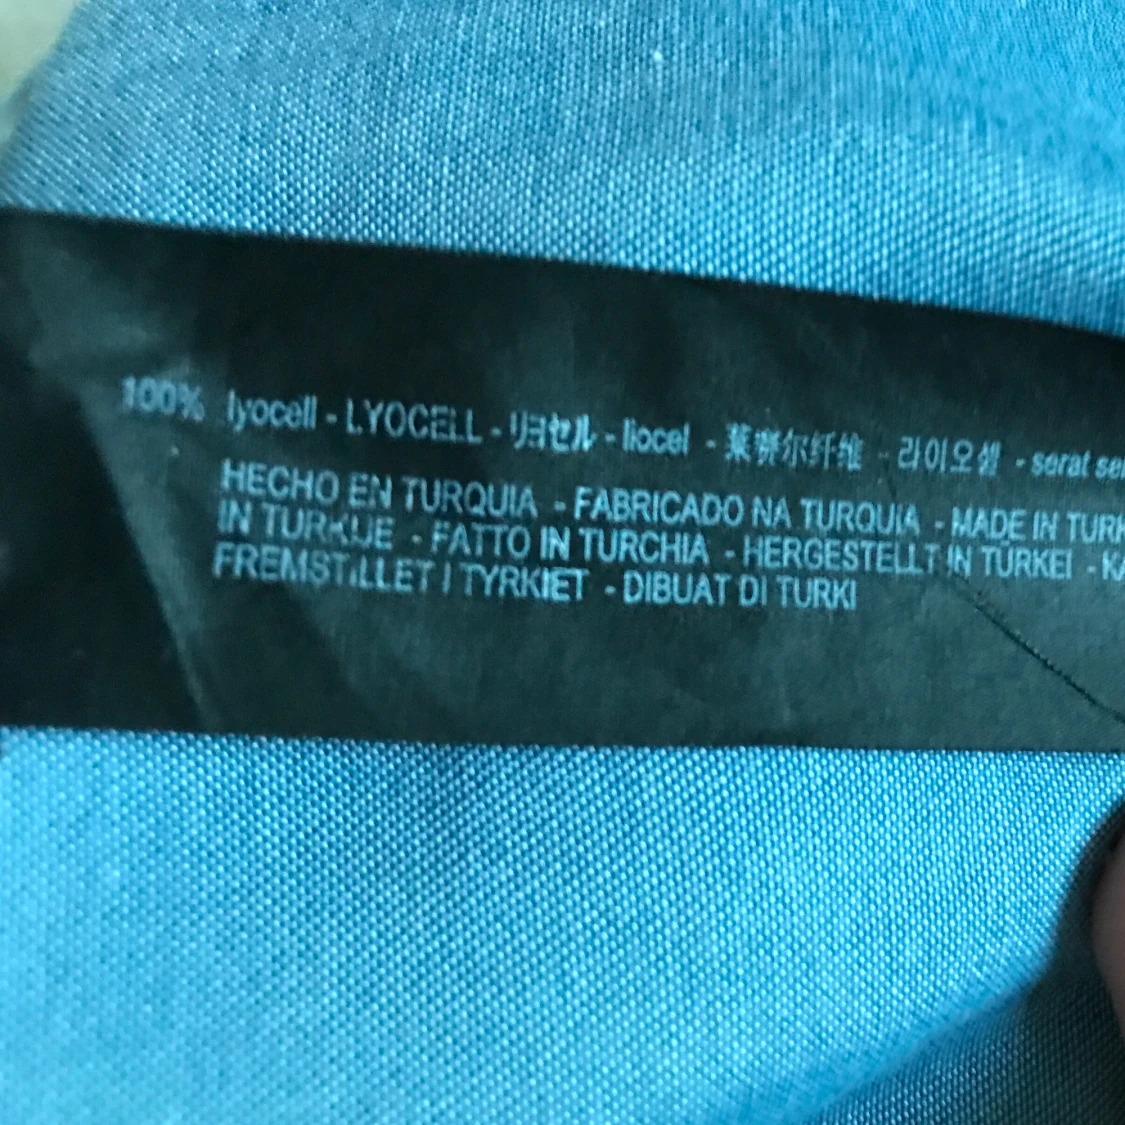 100% lyocell - LYOCELL - リヨセル - liocel - 莱赛尔纤维 - 라이오셀 - serat
HECHO EN TURQUIA - FABRICADO NA TURQUIA - MADE IN
IN TURKIJE - FATTO IN TURCHIA - HERGESTELLT IN TÜRKEI -
FREMSTILLET I TYRKIET - DIBUAT DI TURKI